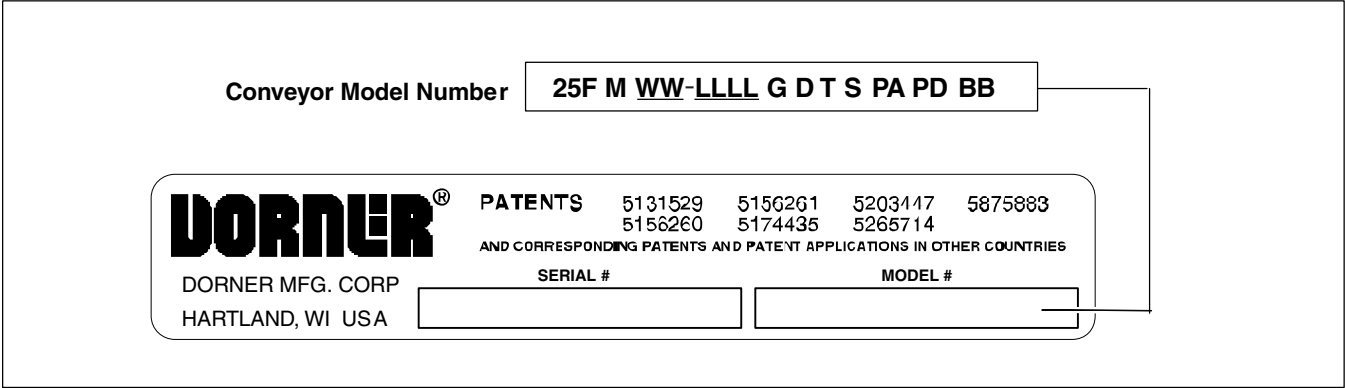 Conveyor Model Number 25F M WW-LLLL G D T S PA PD BB
DORNER® PATENTS 5131529 5156261 5203447 5875883
5156260 5174435 5265714
AND CORRESPONDING PATENTS AND PATENT APPLICATIONS IN OTHER COUNTRIES
DORNER MFG. CORP SERIAL # MODEL #
HARTLAND, WI USA